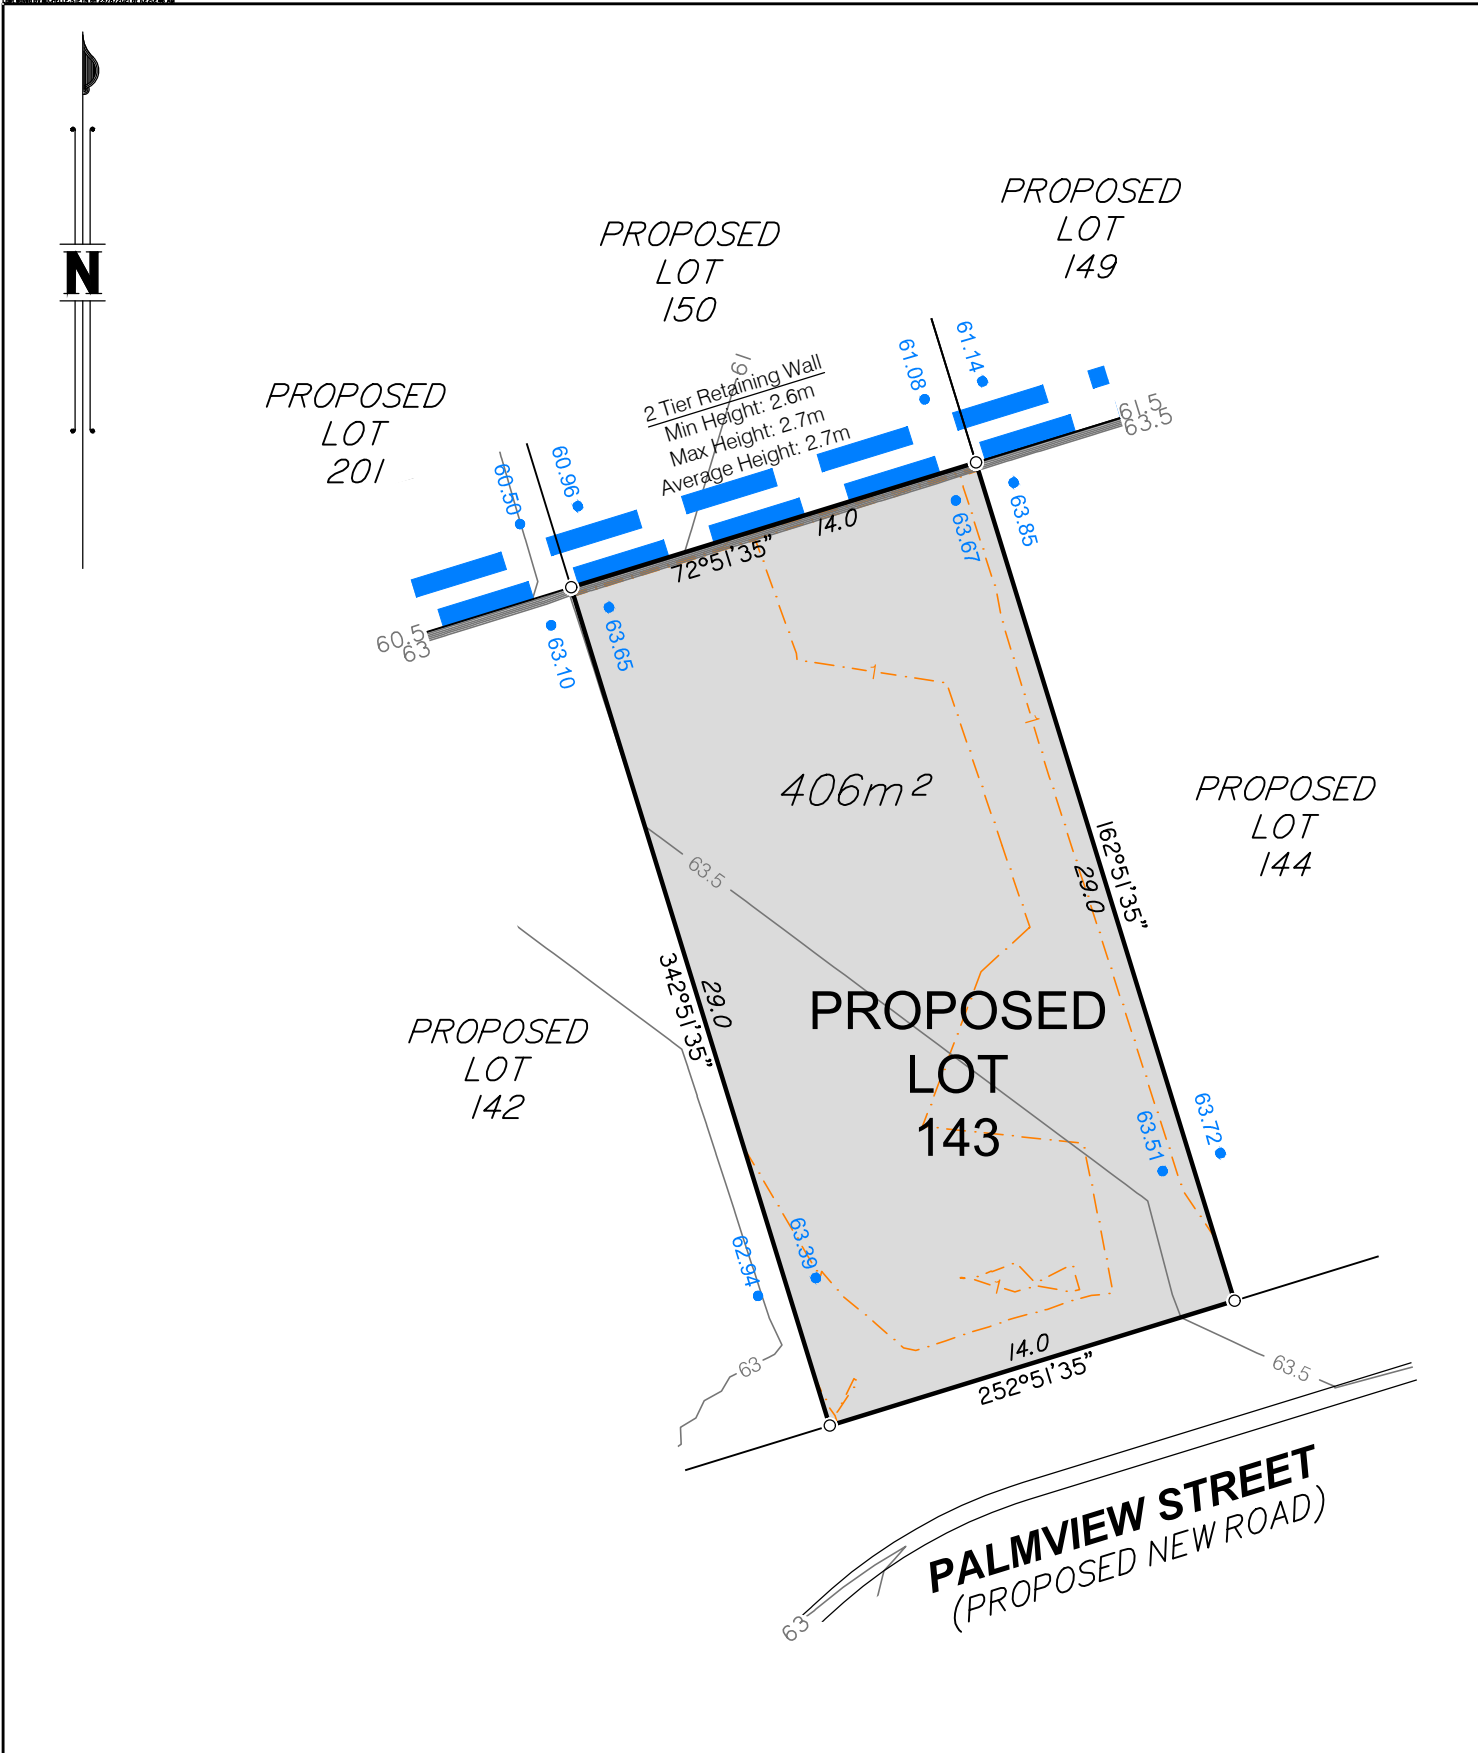 N
PROPOSED
LOT
149
PROPOSED
LOT
150
PROPOSED
LOT
201
2 Tier Retaining Wall
Min Height: 2.6m
Max Height: 2.7m
Average Height: 2.7m
61
61.08
61.14
61.5
63.5
60.50
60.96
60.5
63
63.10
63.65
72°51'35"
14.0
63.67
63.85
406m²
PROPOSED
LOT
144
162°51'35"
29.0
63.5
342°51'35"
29.0
PROPOSED
LOT
142
PROPOSED
LOT
143
63.51
63.72
62.94
63.39
63
14.0
252°51'35"
63.5
PALMVIEW STREET
(PROPOSED NEW ROAD)
63